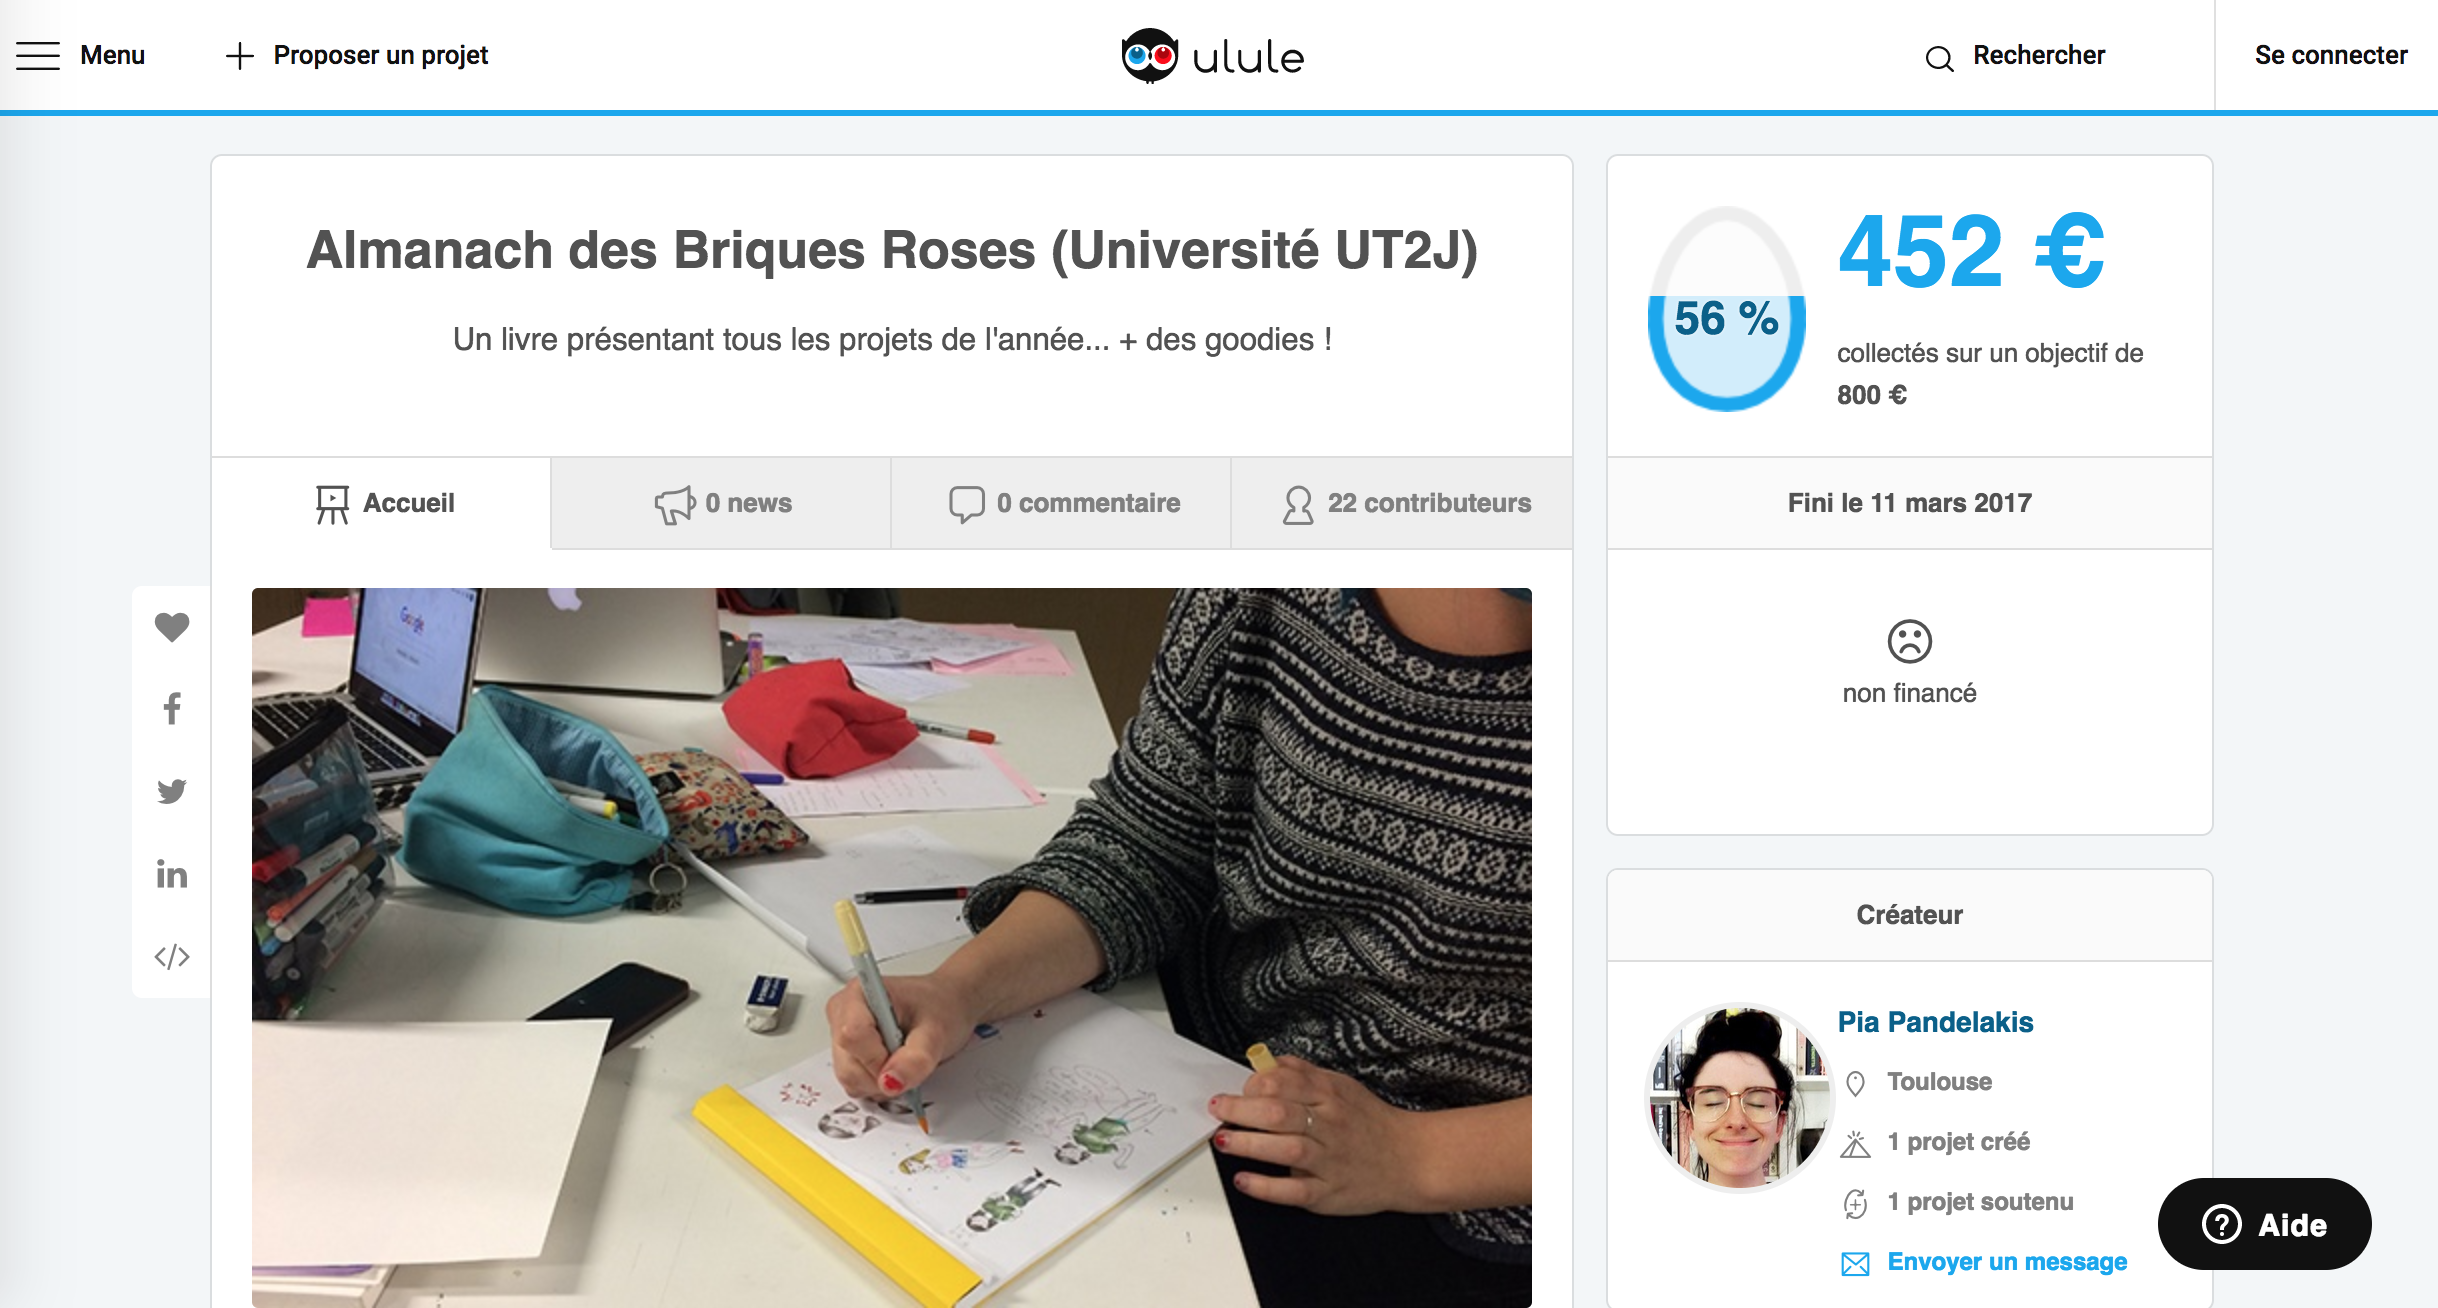 Menu
Proposer un projet
ulule
Rechercher
Se connecter
Almanach des Briques Roses (Université UT2J)
Un livre présentant tous les projets de l'année... + des goodies !
Accueil
0 news
0 commentaire
22 contributeurs
Google
56 %
452 €
collectés sur un objectif de
800 €
Fini le 11 mars 2017
non financé
Créateur
Pia Pandelakis
Toulouse
1 projet créé
1 projet soutenu
Envoyer un message
Aide